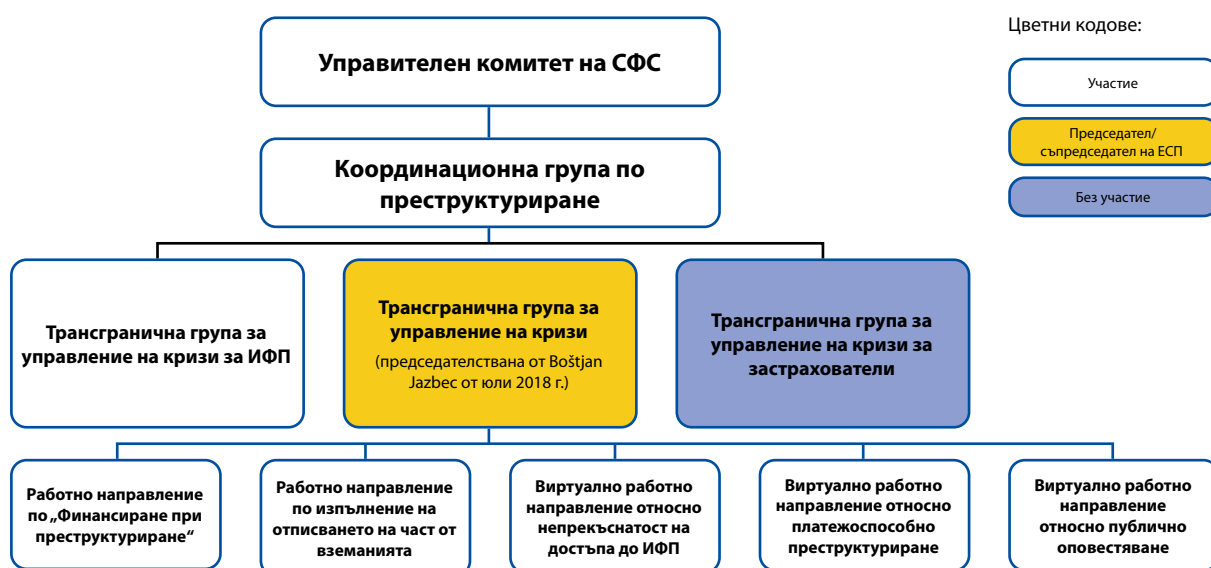 Управителен комитет на СФС
Координационна група по
преструктуриране
Цветни кодове:
Участие
Председател/
съпредседател на ЕСП
Без участие
Трансгранична група за
управление на кризи за ИФП
Трансгранична група за
управление на кризи
(председателствана от Boštjan
Jazbec от юли 2018 г.)
Трансгранична група за
управление на кризи за
застрахователи
Работно направление
по „Финансиране при
преструктуриране“
Работно направление
по изпълнение на
отписването на част от
вземанията
Виртуално работно
направление относно
непрекъснатост на
достъпа до ИФП
Виртуално работно
направление относно
платежоспособно
преструктуриране
Виртуално работно
направление
относно публично
оповестяване